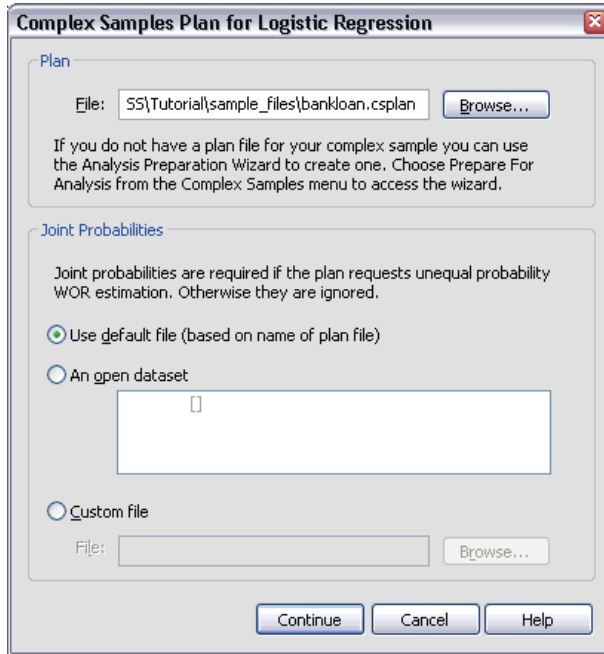 Complex Samples Plan for Logistic Regression
Plan
File: SS\Tutorial\sample_files\bankloan.csplan Browse...
If you do not have a plan file for your complex sample you can use
the Analysis Preparation Wizard to create one. Choose Prepare For
Analysis from the Complex Samples menu to access the wizard.
Joint Probabilities
Joint probabilities are required if the plan requests unequal probability
WOR estimation. Otherwise they are ignored.
Use default file (based on name of plan file)
An open dataset
[]
Custom file
File: Browse...
Continue Cancel Help